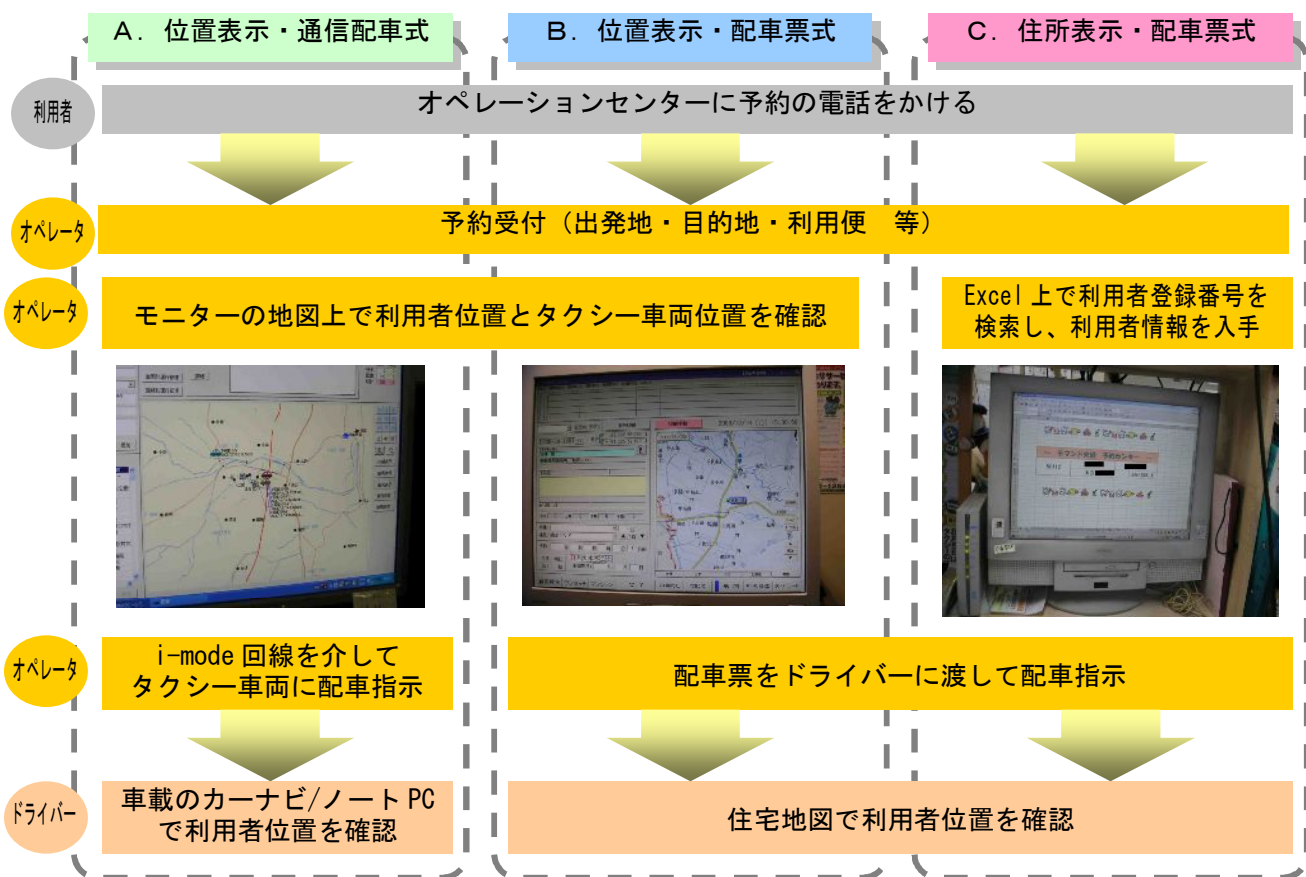 A．位置表示・通信配車式
B．位置表示・配車票式
C．住所表示・配車票式
利用者
オペレーションセンターに予約の電話をかける
オペレータ
予約受付（出発地・目的地・利用便　等）
オペレータ
モニターの地図上で利用者位置とタクシー車両位置を確認
Excel 上で利用者登録番号を
検索し、利用者情報を入手
オペレータ
i-mode 回線を介して
タクシー車両に配車指示
配車票をドライバーに渡して配車指示
ドライバー
車載のカーナビ/ノート PC
で利用者位置を確認
住宅地図で利用者位置を確認